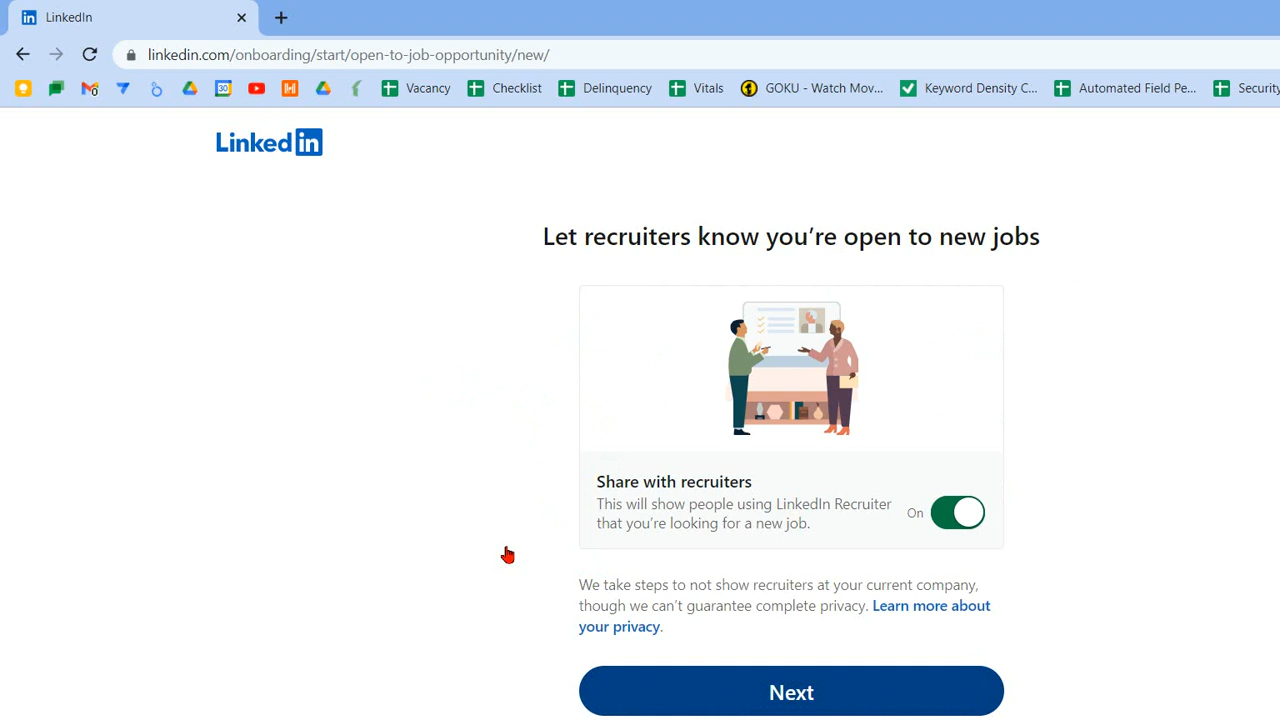 LinkedIn
linkedin.com/onboarding/start/open-to-job-opportunity/new/
0
30
Vacancy
Checklist
Delinquency
Vitals
GOKU - Watch Mov...
Keyword Density C...
Automated Field Pe...
Security
Linked in
Let recruiters know you're open to new jobs
Share with recruiters
This will show people using LinkedIn Recruiter
that you're looking for a new job.
On
We take steps to not show recruiters at your current company,
though we can't guarantee complete privacy. Learn more about
your privacy.
Next